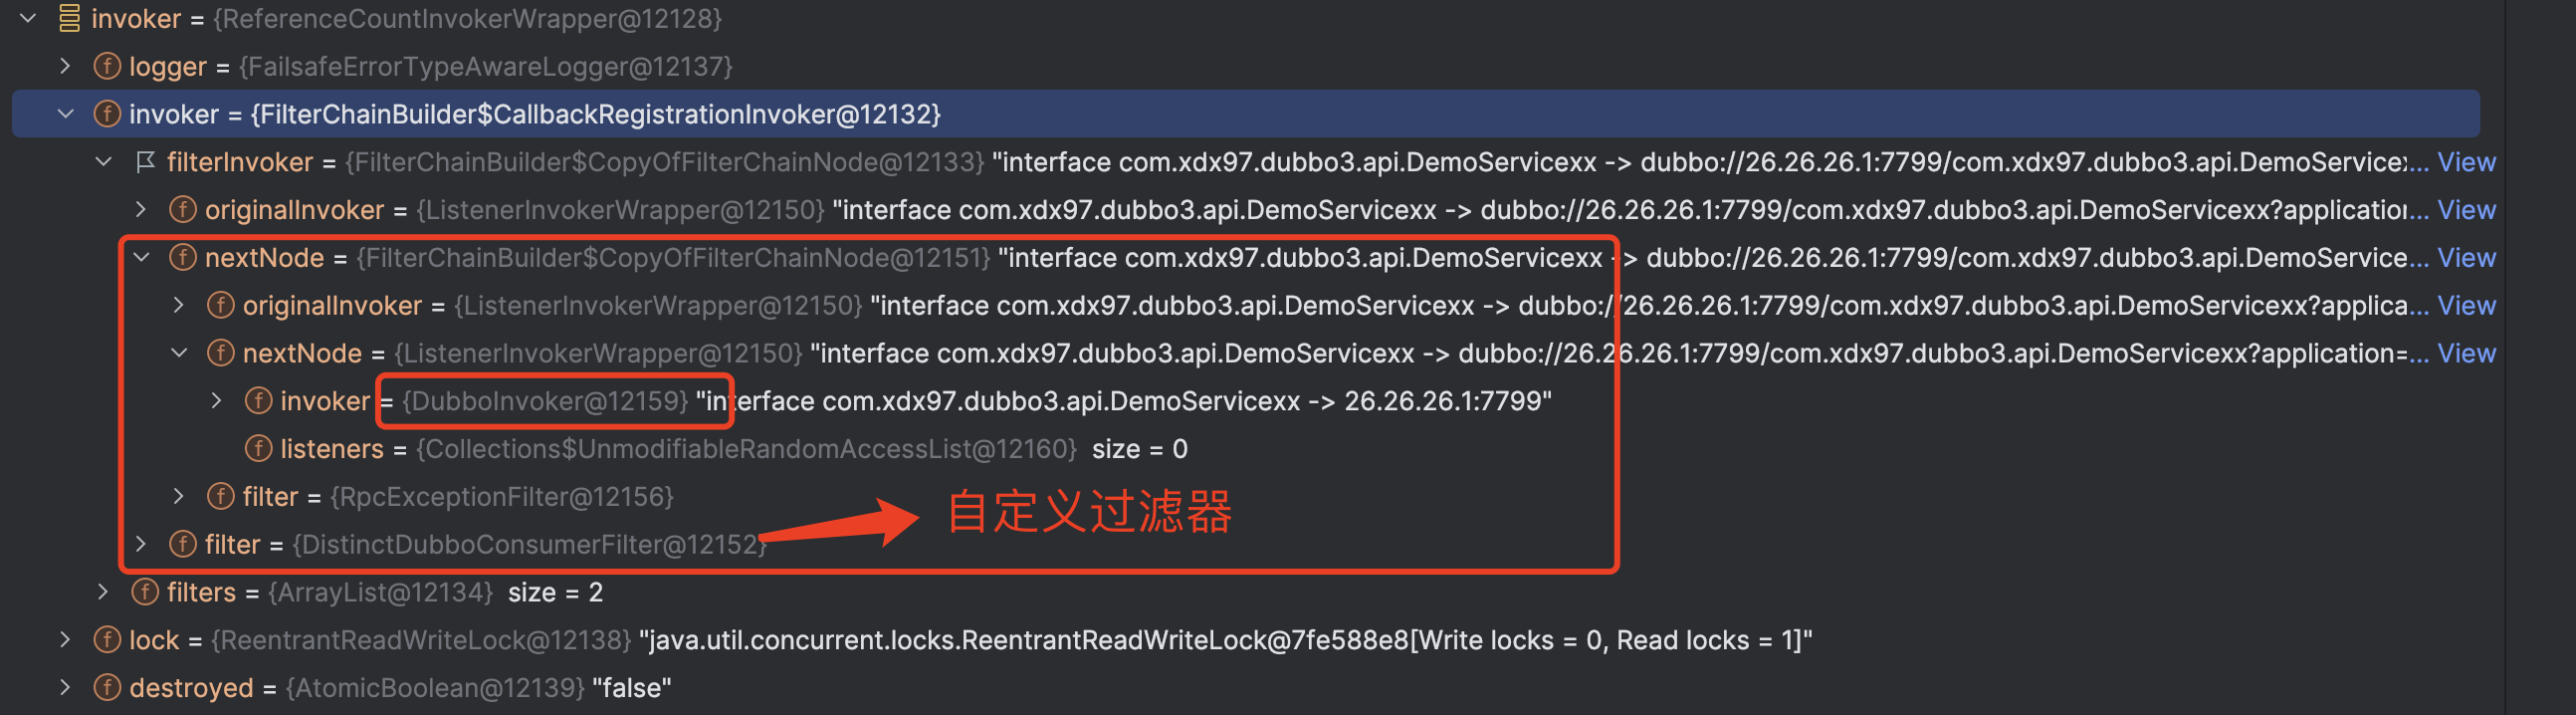 invoker = {ReferenceCountInvokerWrapper@12128}
logger = {FailsafeErrorTypeAwareLogger@12137}
invoker = {FilterChainBuilder$CallbackRegistrationInvoker@12132}
filterInvoker = {FilterChainBuilder$CopyOfFilterChainNode@12133} "interface com.xdx97.dubbo3.api.DemoServicexx -> dubbo://26.26.26.1:7799/com.xdx97.dubbo3.api.DemoServicex... View
originalInvoker = {ListenerInvokerWrapper@12150} "interface com.xdx97.dubbo3.api.DemoServicexx -> dubbo://26.26.26.1:7799/com.xdx97.dubbo3.api.DemoServicexx?application... View
nextNode = {FilterChainBuilder$CopyOfFilterChainNode@12151} "interface com.xdx97.dubbo3.api.DemoServicexx -> dubbo://26.26.26.1:7799/com.xdx97.dubbo3.api.DemoService... View
originalInvoker = {ListenerInvokerWrapper@12150} "interface com.xdx97.dubbo3.api.DemoServicexx -> dubbo://26.26.26.1:7799/com.xdx97.dubbo3.api.DemoServicexx?applica... View
nextNode = {ListenerInvokerWrapper@12150} "interface com.xdx97.dubbo3.api.DemoServicexx -> dubbo://26.26.26.1:7799/com.xdx97.dubbo3.api.DemoServicexx?application=... View
invoker = {DubboInvoker@12159} "interface com.xdx97.dubbo3.api.DemoServicexx -> 26.26.26.1:7799"
listeners = {Collections$UnmodifiableRandomAccessList@12160} size = 0
filter = {RpcExceptionFilter@12156}
自定义过滤器
filter = {DistinctDubboConsumerFilter@12152}
filters = {ArrayList@12134} size = 2
lock = {ReentrantReadWriteLock@12138} "java.util.concurrent.locks.ReentrantReadWriteLock@7fe588e8[Write locks = 0, Read locks = 1]"
destroyed = {AtomicBoolean@12139} "false"